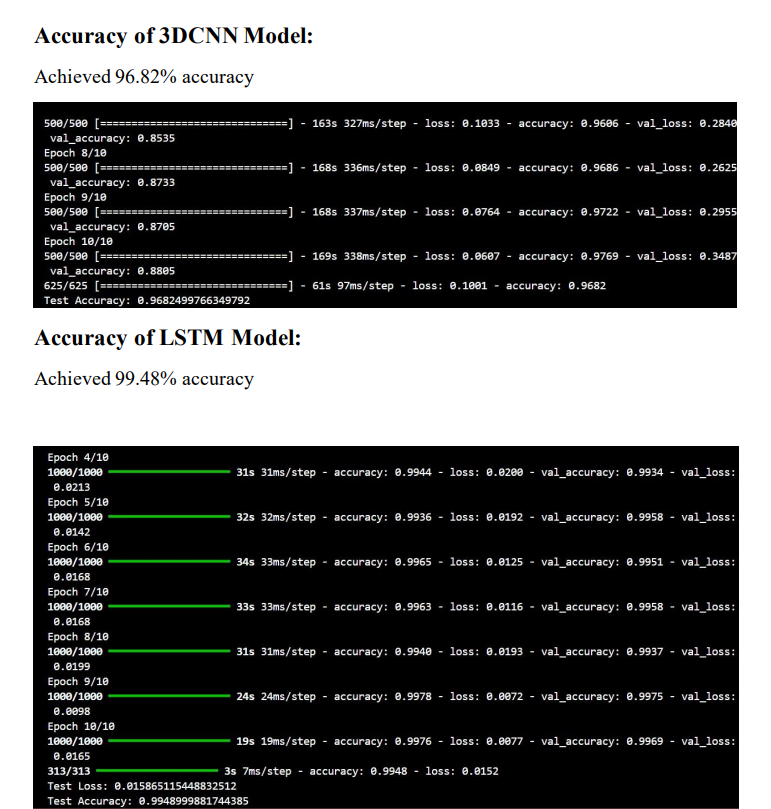 Accuracy of 3DCNN Model:
Achieved 96.82% accuracy
500/500 [==============================] - 163s 327ms/step - loss: 0.1033 - accuracy: 0.9606 - val_loss: 0.2840
val_accuracy: 0.8535
Epoch 8/10
500/500 [==============================] - 168s 336ms/step - loss: 0.0849 - accuracy: 0.9686 - val_loss: 0.2625
val_accuracy: 0.8733
Epoch 9/10
500/500 [==============================] - 168s 337ms/step - loss: 0.0764 - accuracy: 0.9722 - val_loss: 0.2955
val_accuracy: 0.8705
Epoch 10/10
500/500 [==============================] - 169s 338ms/step - loss: 0.0607 - accuracy: 0.9769 - val_loss: 0.3487
val_accuracy: 0.8805
625/625 [==============================] - 61s 97ms/step - loss: 0.1001 - accuracy: 0.9682
Test Accuracy: 0.9682499766349792
Accuracy of LSTM Model:
Achieved 99.48% accuracy
Epoch 4/10
1000/1000 31s 31ms/step - accuracy: 0.9944 - loss: 0.0200 - val_accuracy: 0.9934 - val_loss:
0.0213
Epoch 5/10
1000/1000 32s 32ms/step - accuracy: 0.9936 - loss: 0.0192 - val_accuracy: 0.9958 - val_loss:
0.0142
Epoch 6/10
1000/1000 34s 33ms/step - accuracy: 0.9965 - loss: 0.0125 - val_accuracy: 0.9951 - val_loss:
0.0168
Epoch 7/10
1000/1000 33s 33ms/step - accuracy: 0.9963 - loss: 0.0116 - val_accuracy: 0.9958 - val_loss:
0.0168
Epoch 8/10
1000/1000 31s 31ms/step - accuracy: 0.9940 - loss: 0.0193 - val_accuracy: 0.9937 - val_loss:
0.0199
Epoch 9/10
1000/1000 24s 24ms/step - accuracy: 0.9978 - loss: 0.0072 - val_accuracy: 0.9975 - val_loss:
0.0098
Epoch 10/10
1000/1000 19s 19ms/step - accuracy: 0.9976 - loss: 0.0077 - val_accuracy: 0.9969 - val_loss:
0.0165
313/313 3s 7ms/step - accuracy: 0.9948 - loss: 0.0152
Test Loss: 0.015865115448832512
Test Accuracy: 0.9948999881744385